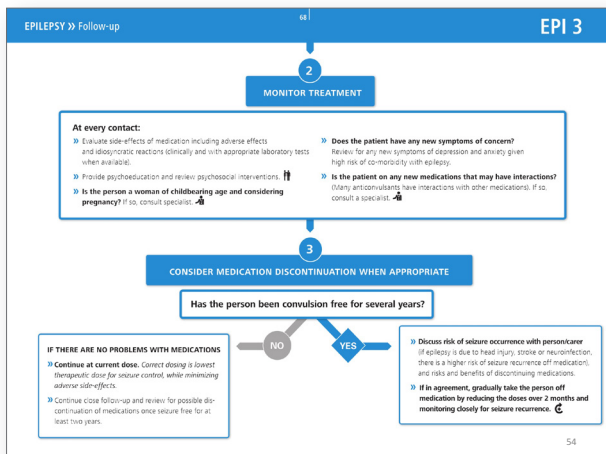 EPILEPSY » Follow-up
68
EPI 3
2
MONITOR TREATMENT
At every contact:
» Evaluate side-effects of medication including adverse effects
and idiosyncratic reactions (clinically and with appropriate laboratory tests
when available).
» Provide psychoeducation and review psychosocial interventions.
» Is the person a woman of childbearing age and considering
pregnancy? If so, consult specialist.
» Does the patient have any new symptoms of concern?
Review for any new symptoms of depression and anxiety given
high risk of co-morbidity with epilepsy.
» Is the patient on any new medications that may have interactions?
(Many anticonvulsants have interactions with other medications). If so,
consult a specialist.
3
CONSIDER MEDICATION DISCONTINUATION WHEN APPROPRIATE
Has the person been convulsion free for several years?
NO
YES
IF THERE ARE NO PROBLEMS WITH MEDICATIONS
» Continue at current dose. Correct dosing is lowest
therapeutic dose for seizure control, while minimizing
adverse side-effects.
» Continue close follow-up and review for possible dis-
continuation of medications once seizure free for at
least two years.
» Discuss risk of seizure occurrence with person/carer
(if epilepsy is due to head injury, stroke or neuroinfection,
there is a higher risk of seizure recurrence off medication),
and risks and benefits of discontinuing medications.
» If in agreement, gradually take the person off
medication by reducing the doses over 2 months and
monitoring closely for seizure recurrence.
54